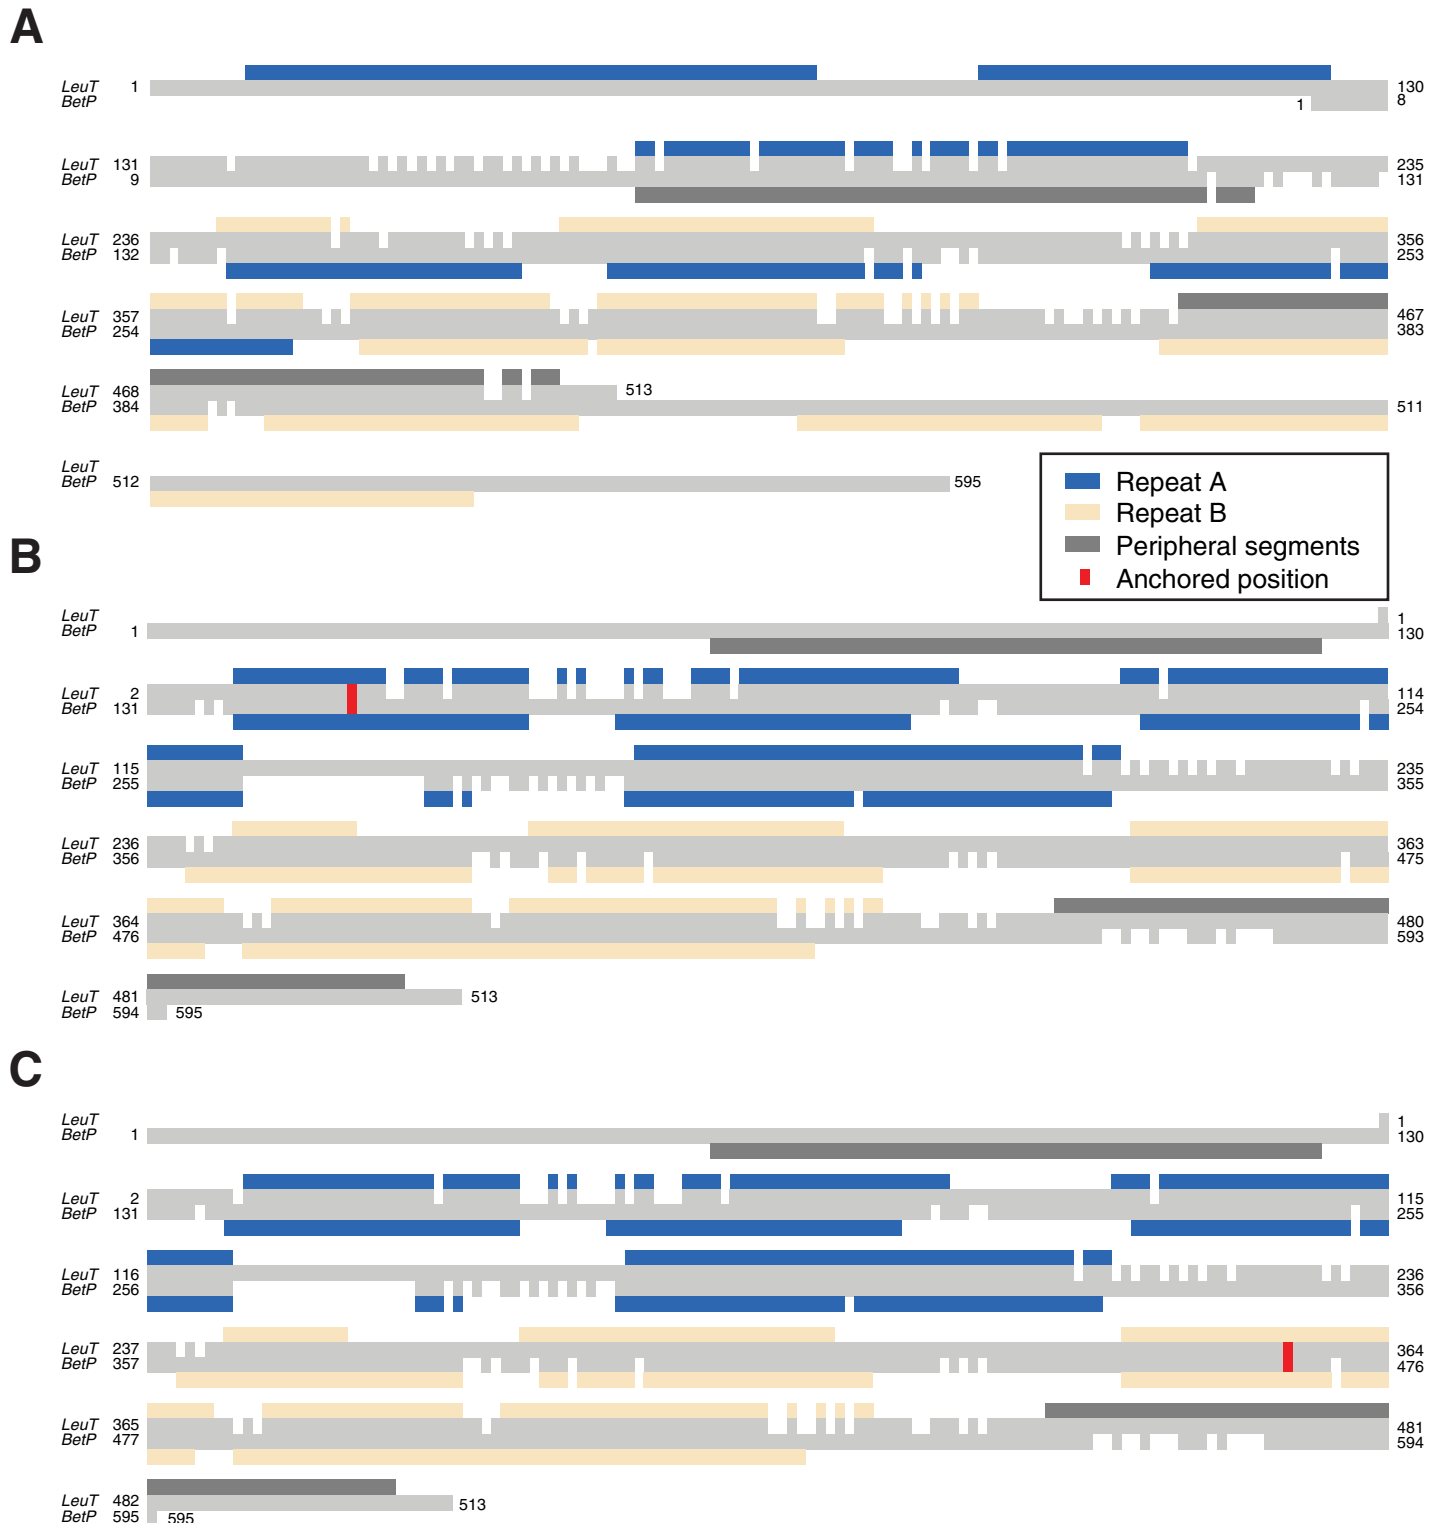 A
LeuT 1 130
BetP 1 8
LeuT 131 235
BetP 9 131
LeuT 236 356
BetP 132 253
LeuT 357 467
BetP 254 383
LeuT 468 513
BetP 384 511
LeuT
BetP 512 595
Repeat A
Repeat B
Peripheral segments
Anchored position
B
LeuT 1
BetP 1 130
LeuT 2 114
BetP 131 254
LeuT 115 235
BetP 255 355
LeuT 236 363
BetP 356 475
LeuT 364 480
BetP 476 593
LeuT 481 513
BetP 594 595
C
LeuT 1
BetP 1 130
LeuT 2 115
BetP 131 255
LeuT 116 236
BetP 256 356
LeuT 237 364
BetP 357 476
LeuT 365 481
BetP 477 594
LeuT 482 513
BetP 595 595